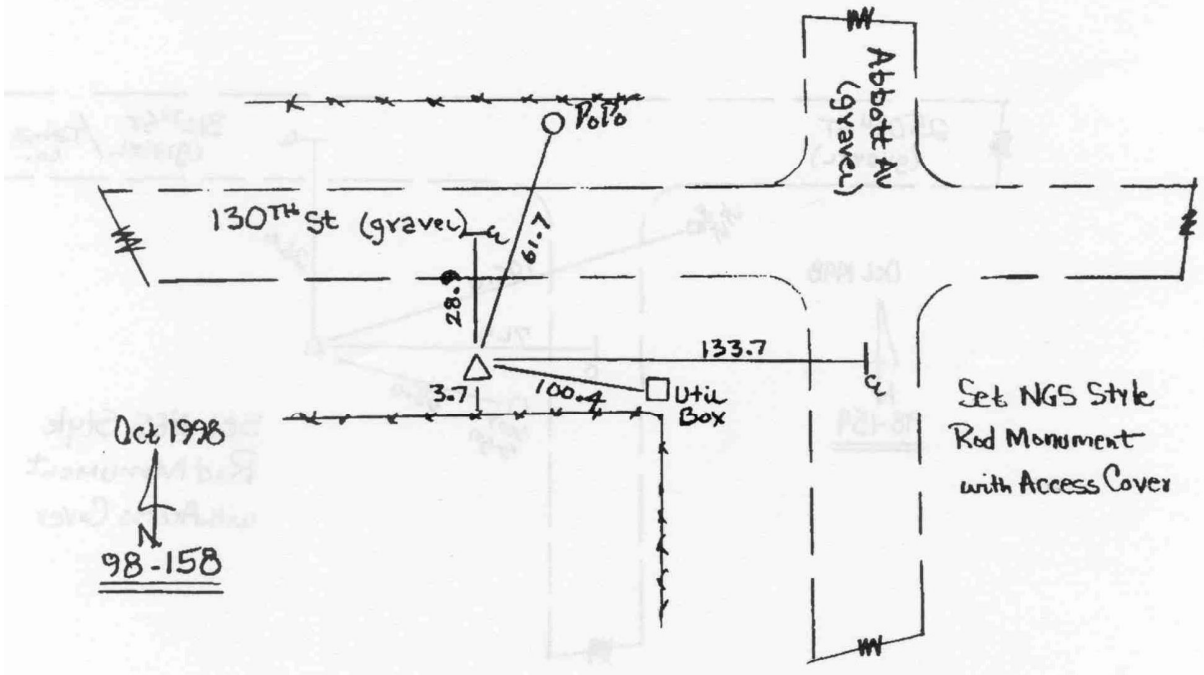 Abbott Av
(gravel)
PoPo
130TH St (gravel)
℄
61.7
28.9
133.7
℄
3.7
100.4
Util
Box
Set NGS Style
Rod Monument
with Access Cover
Oct 1998
N
98-158